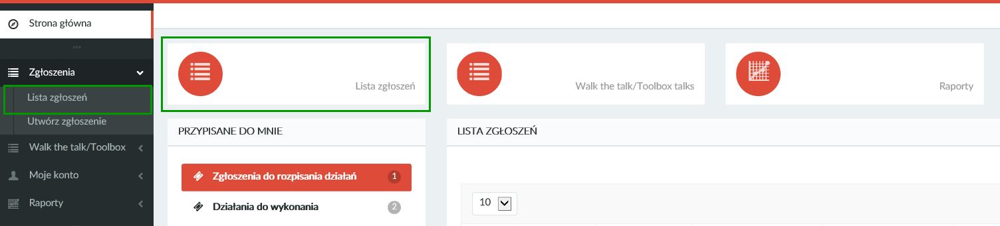 Strona główna
Zgłoszenia
Lista zgłoszeń
Utwórz zgłoszenie
Walk the talk/Toolbox
Moje konto
Raporty
Lista zgłoszeń
Walk the talk/Toolbox talks
Raporty
PRZYPISANE DO MNIE
Zgłoszenia do rozpisania działań 1
Działania do wykonania 2
LISTA ZGŁOSZEŃ
10